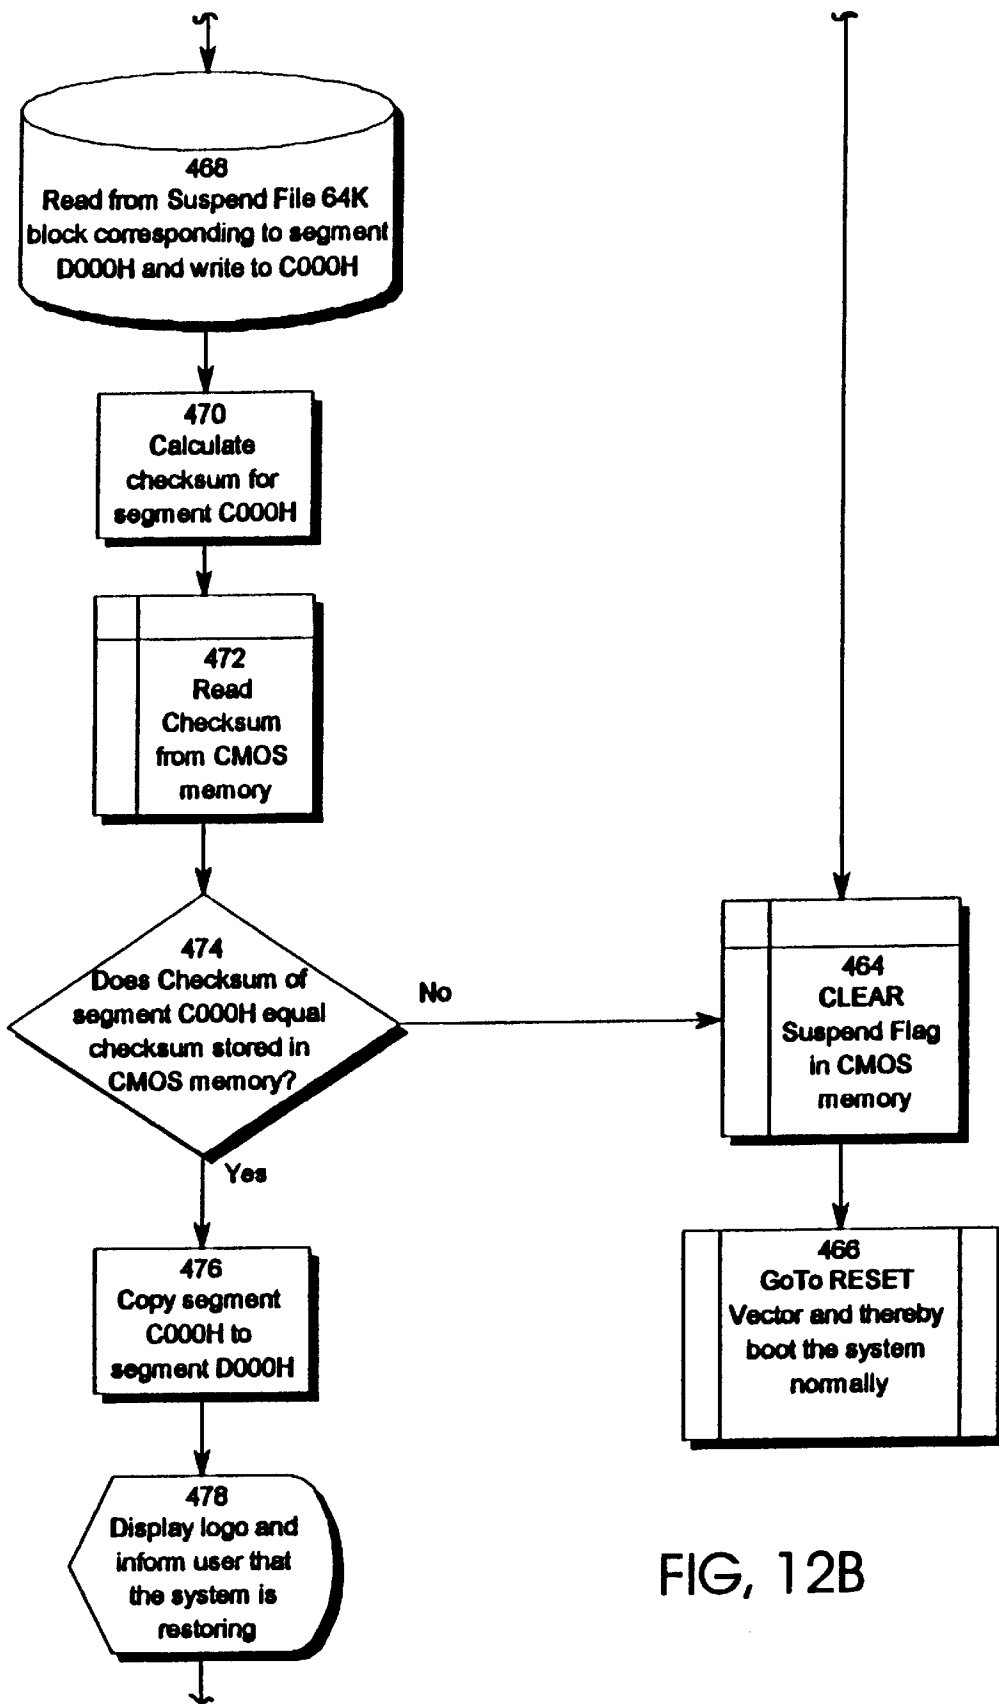 468
Read from Suspend File 64K
block corresponding to segment
D000H and write to C000H
470
Calculate
checksum for
segment C000H
472
Read
Checksum
from CMOS
memory
474
Does Checksum of
segment C000H equal
checksum stored in
CMOS memory?
No
Yes
464
CLEAR
Suspend Flag
in CMOS
memory
466
GoTo RESET
Vector and thereby
boot the system
normally
476
Copy segment
C000H to
segment D000H
478
Display logo and
inform user that
the system is
restoring
FIG, 12B